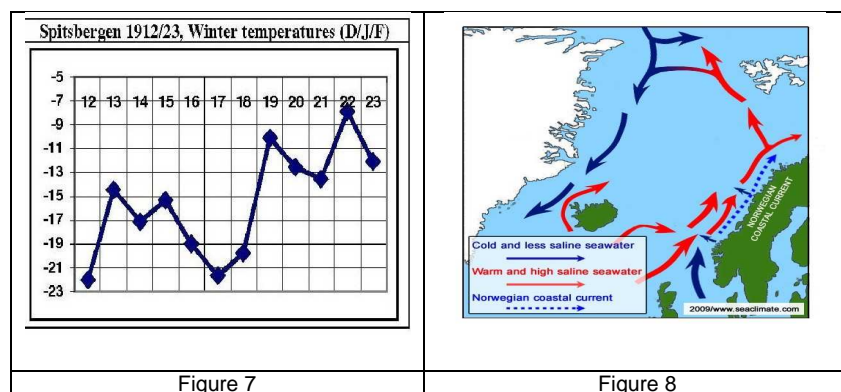 Spitsbergen 1912/23, Winter temperatures (D/J/F)
-5
-7
-9
-11
-13
-15
-17
-19
-21
-23
12 13 14 15 16 17 18 19 20 21 22 23
Figure 7
NORWEGIAN
COASTAL CURRENT
Cold and less saline seawater
Warm and high saline seawater
Norwegian coastal current
2009/www.seaclimate.com
Figure 8